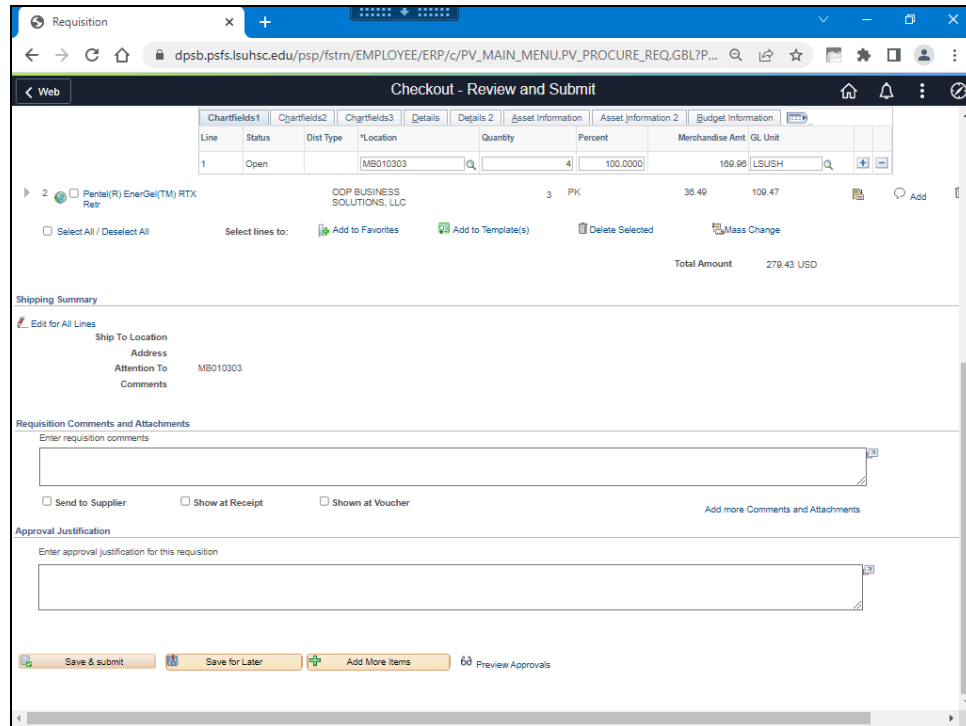 Requisition
dpsb.psfs.lsuhsc.edu/psp/fstrn/EMPLOYEE/ERP/c/PV_MAIN_MENU.PV_PROCURE_REQ.GBL?P...
Web
Checkout - Review and Submit
Chartfields1 Chartfields2 Chartfields3 Details Details 2 Asset Information Asset Information 2 Budget Information
Line Status Dist Type *Location Quantity Percent Merchandise Amt GL Unit
1 Open MB010303 4 100.0000 169.96 LSUSH
2 Pentel(R) EnerGel(TM) RTX Retr ODP BUSINESS SOLUTIONS, LLC 3 PK 36.49 109.47 Add
Select All / Deselect All Select lines to: Add to Favorites Add to Template(s) Delete Selected Mass Change
Total Amount 279.43 USD
Shipping Summary
Edit for All Lines
Ship To Location
Address
Attention To MB010303
Comments
Requisition Comments and Attachments
Enter requisition comments
Send to Supplier Show at Receipt Shown at Voucher
Add more Comments and Attachments
Approval Justification
Enter approval justification for this requisition
Save & submit Save for Later Add More Items Preview Approvals